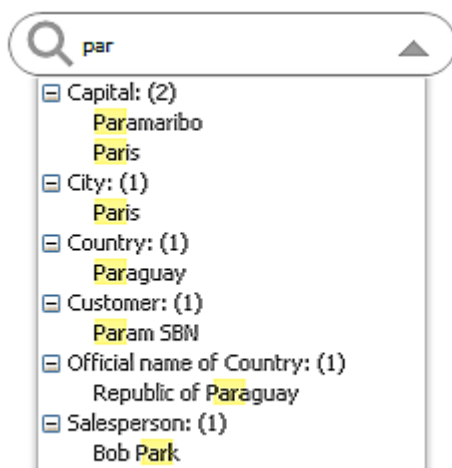 par
Capital: (2)
Paramaribo
Paris
City: (1)
Paris
Country: (1)
Paraguay
Customer: (1)
Param SBN
Official name of Country: (1)
Republic of Paraguay
Salesperson: (1)
Bob Park